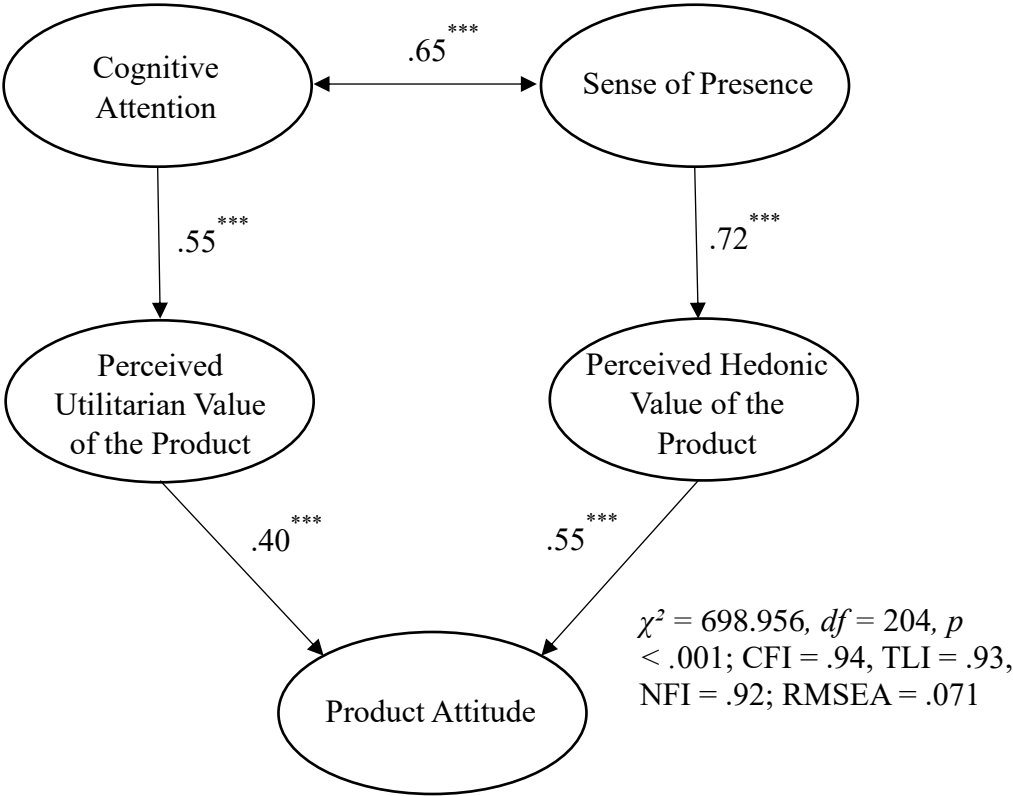 .65***
Cognitive
Attention
Sense of Presence
.55***
.72***
Perceived
Utilitarian Value
of the Product
Perceived Hedonic
Value of the
Product
.40***
.55***
χ² = 698.956, df = 204, p
< .001; CFI = .94, TLI = .93,
NFI = .92; RMSEA = .071
Product Attitude